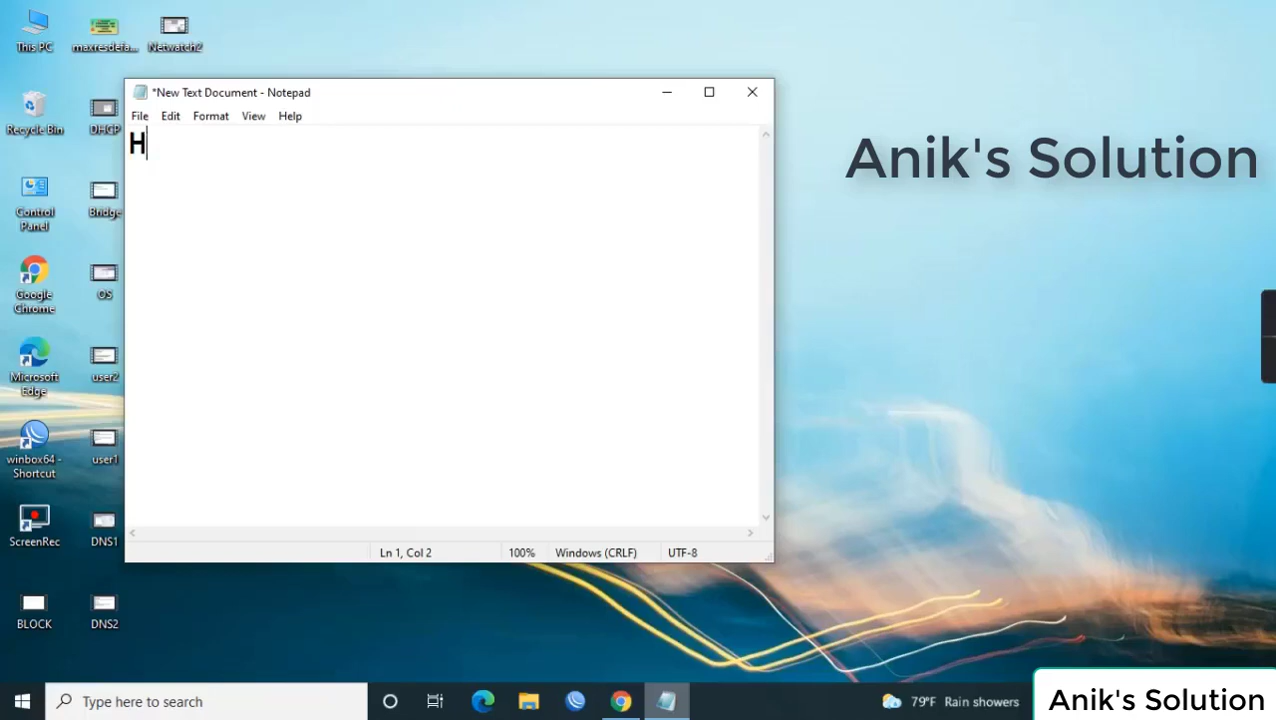 This PC
maxresdefa...
Netwatch2
*New Text Document - Notepad
File Edit Format View Help
H
Anik's Solution
Recycle Bin
DHCP
Control Panel
Bridge
Google Chrome
OS
Microsoft Edge
user2
winbox64 - Shortcut
user1
ScreenRec
DNS1
Ln 1, Col 2
100%
Windows (CRLF)
UTF-8
BLOCK
DNS2
Type here to search
79°F Rain showers
Anik's Solution